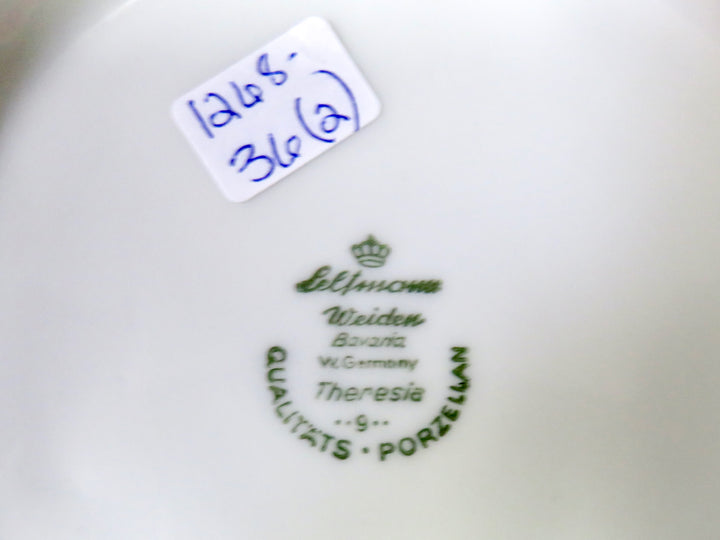 1268-
36(2)
Seltmann
Weiden
Bavaria
W.Germany
Theresia
··9··
QUALITÄTS · PORZELLAN